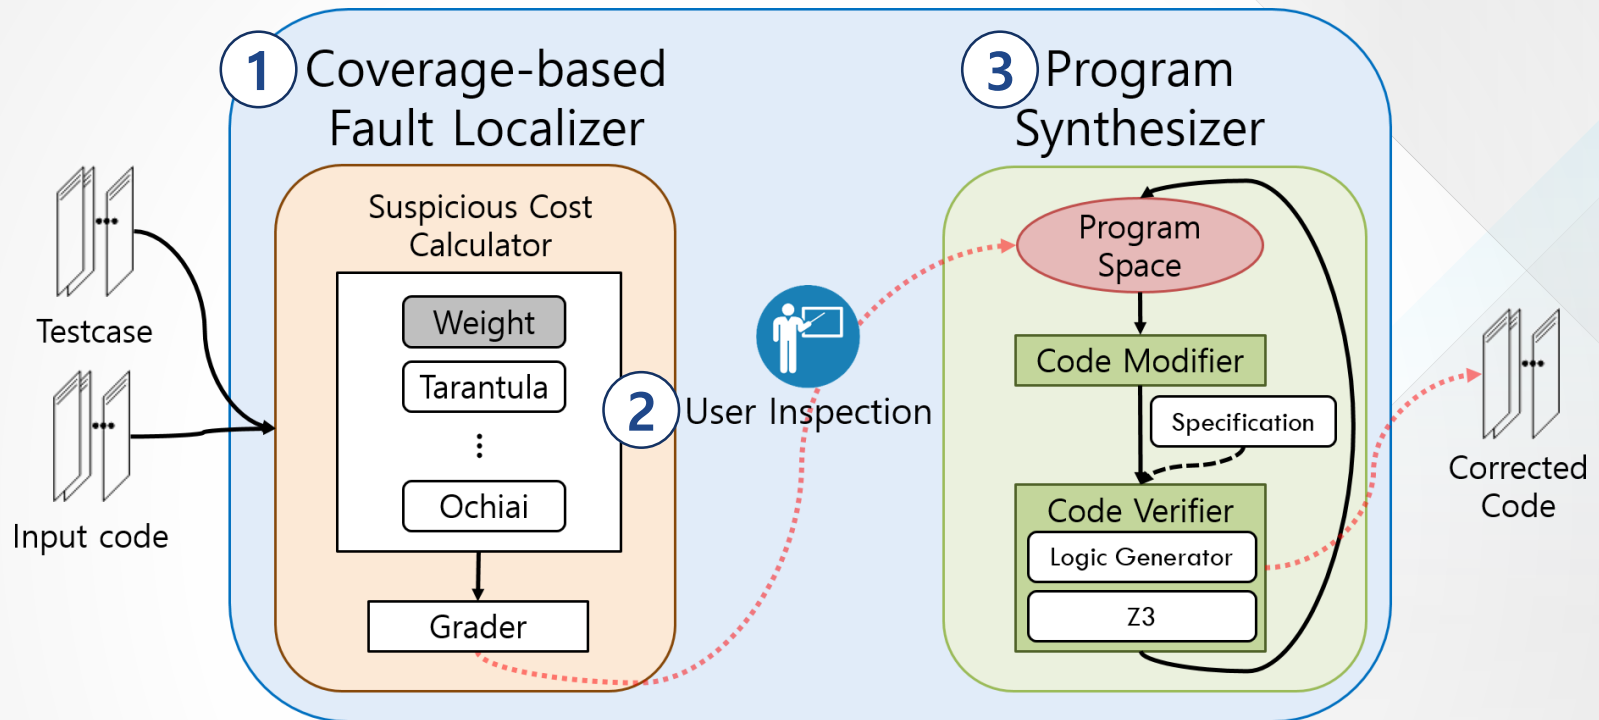 1
Coverage-based
Fault Localizer
Suspicious Cost
Calculator
Weight
Tarantula
Ochiai
Grader
Testcase
Input code
2
User Inspection
3
Program
Synthesizer
Program
Space
Code Modifier
Specification
Code Verifier
Logic Generator
Z3
Corrected
Code